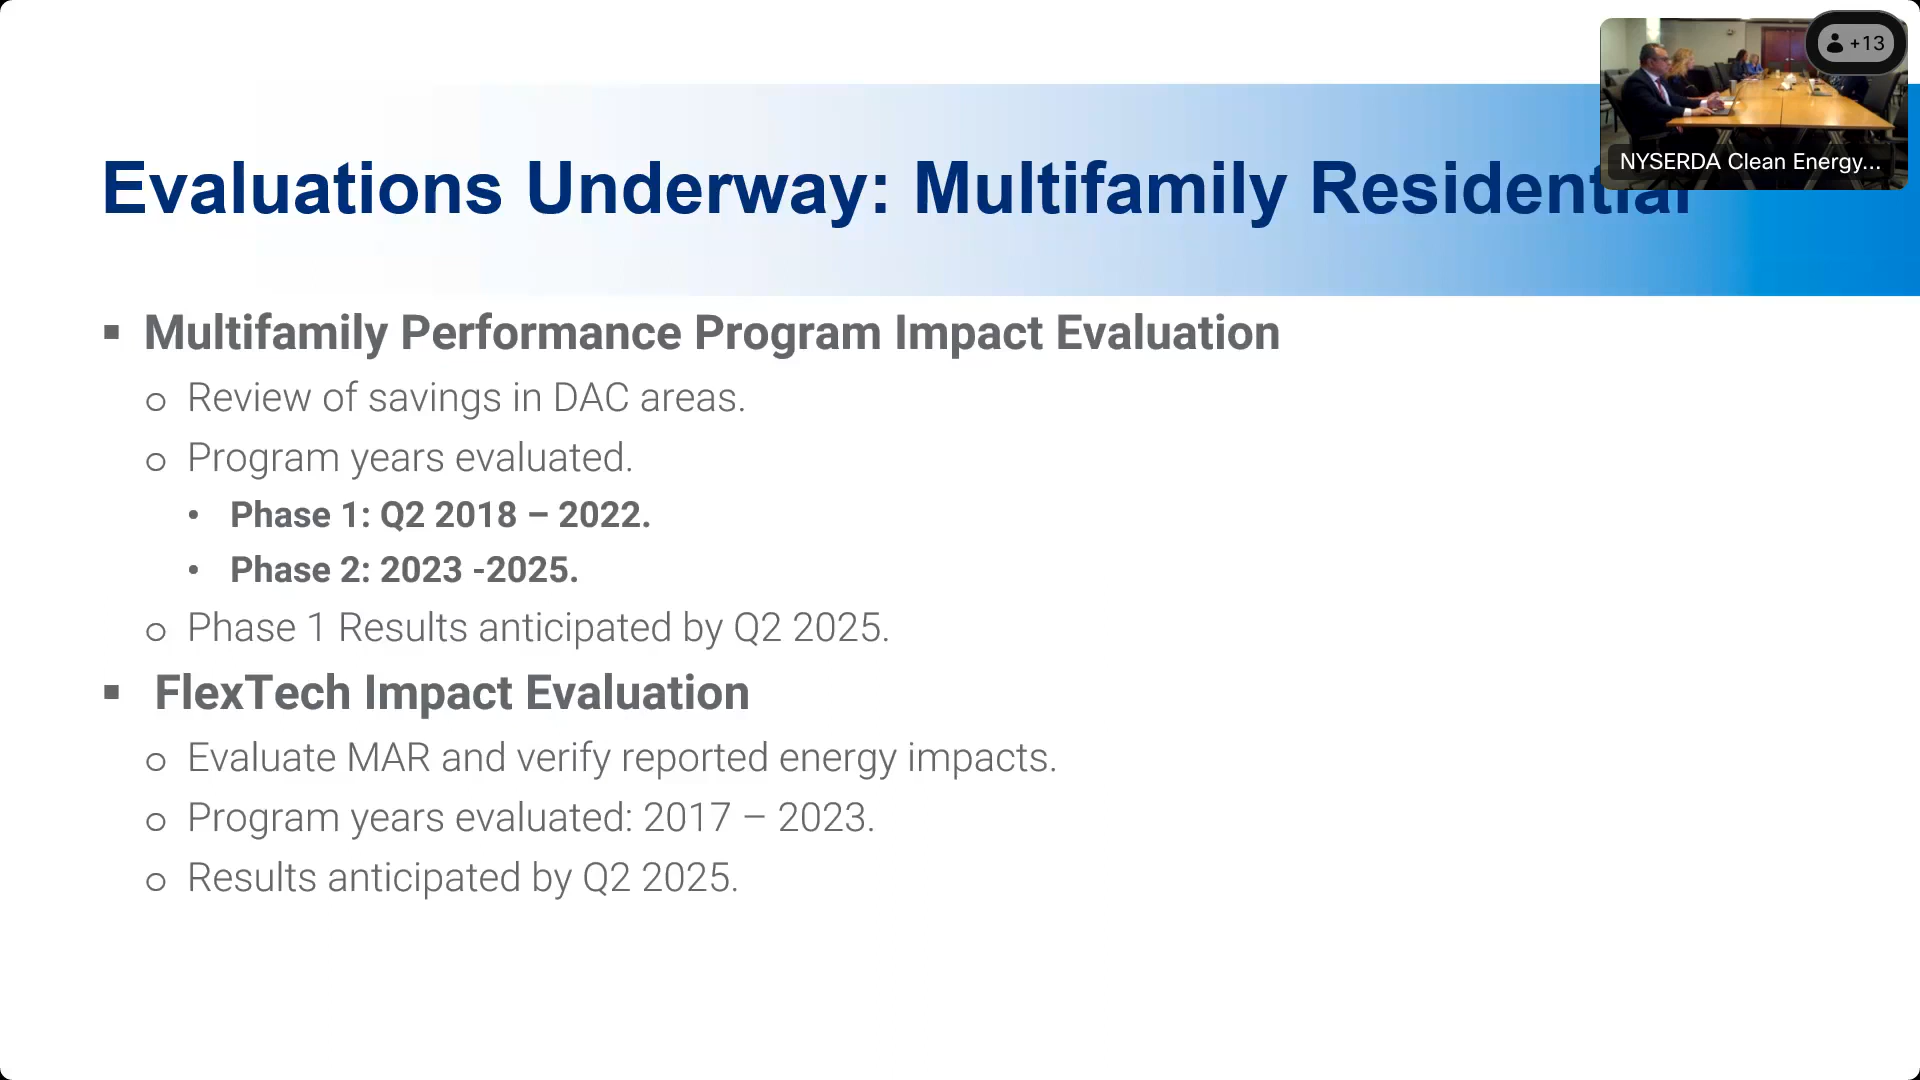 +13
NYSERDA Clean Energy...
Evaluations Underway: Multifamily Residential
▪ Multifamily Performance Program Impact Evaluation
o Review of savings in DAC areas.
o Program years evaluated.
• Phase 1: Q2 2018 – 2022.
• Phase 2: 2023 -2025.
o Phase 1 Results anticipated by Q2 2025.
▪ FlexTech Impact Evaluation
o Evaluate MAR and verify reported energy impacts.
o Program years evaluated: 2017 – 2023.
o Results anticipated by Q2 2025.